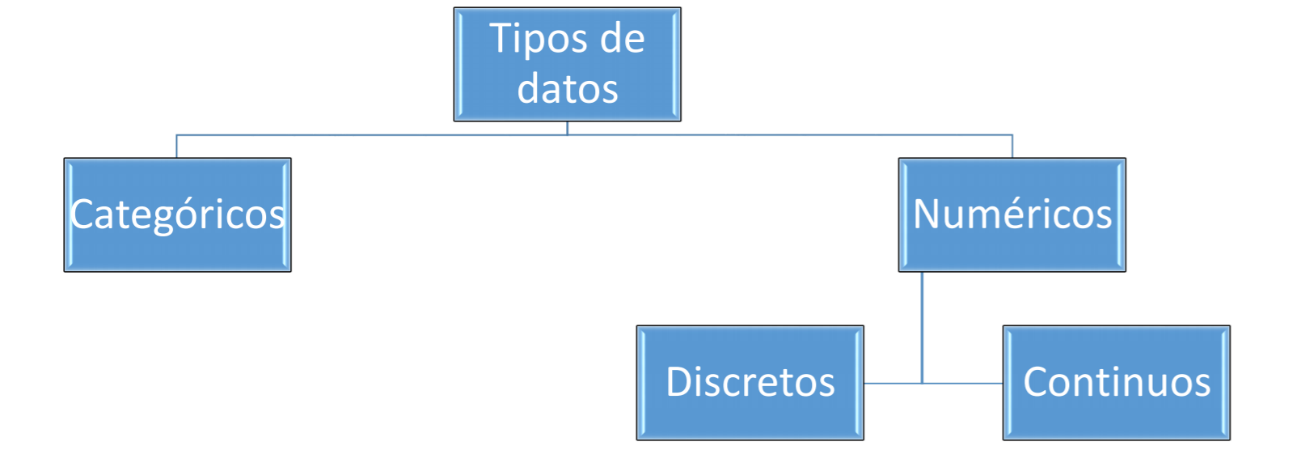 Tipos de
datos
Categóricos
Numéricos
Discretos
Continuos